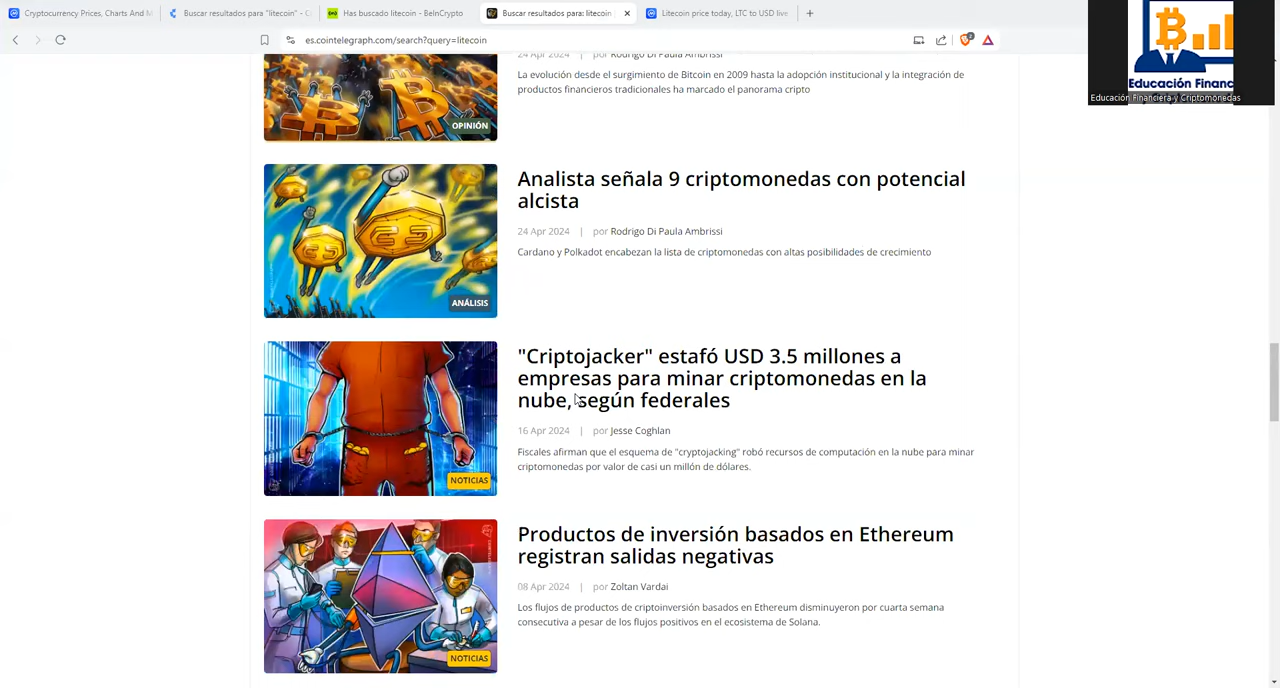 Cryptocurrency Prices, Charts And M
Buscar resultados para "litecoin" - C
Has buscado litecoin - BeInCrypto
Buscar resultados para: litecoin
Litecoin price today, LTC to USD live
es.cointelegraph.com/search?query=litecoin
Educación Financ
Educación Financiera y Criptomonedas
24 Apr 2024 | por Rodrigo Di Paula Ambrissi
La evolución desde el surgimiento de Bitcoin en 2009 hasta la adopción institucional y la integración de
productos financieros tradicionales ha marcado el panorama cripto
OPINIÓN
Analista señala 9 criptomonedas con potencial
alcista
24 Apr 2024 | por Rodrigo Di Paula Ambrissi
Cardano y Polkadot encabezan la lista de criptomonedas con altas posibilidades de crecimiento
ANÁLISIS
"Criptojacker" estafó USD 3.5 millones a
empresas para minar criptomonedas en la
nube, según federales
16 Apr 2024 | por Jesse Coghlan
Fiscales afirman que el esquema de "cryptojacking" robó recursos de computación en la nube para minar
criptomonedas por valor de casi un millón de dólares.
NOTICIAS
Productos de inversión basados en Ethereum
registran salidas negativas
08 Apr 2024 | por Zoltan Vardai
Los flujos de productos de criptoinversión basados en Ethereum disminuyeron por cuarta semana
consecutiva a pesar de los flujos positivos en el ecosistema de Solana.
NOTICIAS